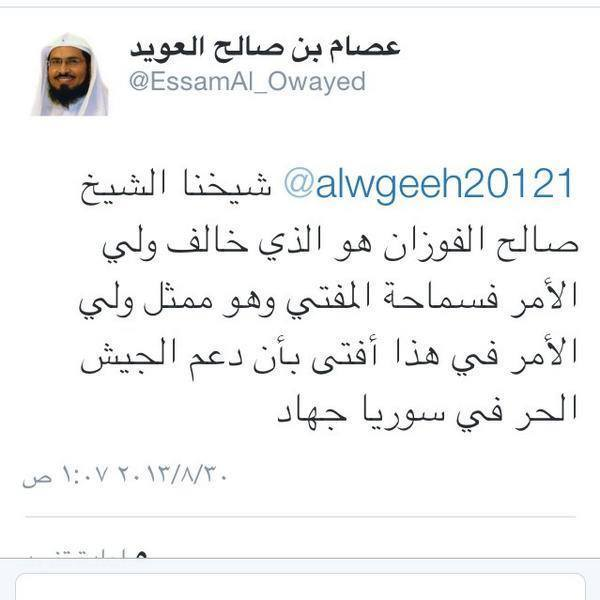 عصام بن صالح العويد
@EssamAl_Owayed
@alwgeeh20121 شيخنا الشيخ
صالح الفوزان هو الذي خالف ولي
الأمر فسماحة المفتي وهو ممثل ولي
الأمر في هذا أفتى بأن دعم الجيش
الحر في سوريا جهاد
٢٠١٣/٨/٣٠ ١:٠٧ ص